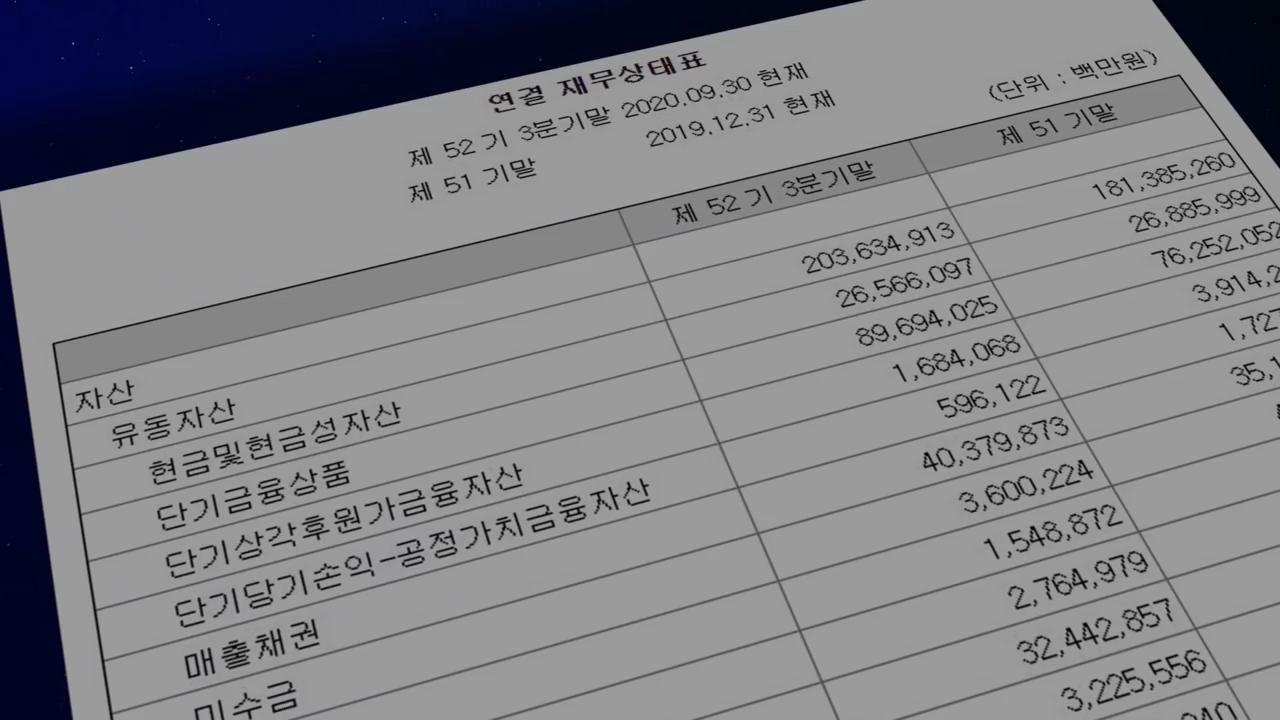 연결 재무상태표
제 52 기 3분기말 2020.09.30 현재
제 51 기말 2019.12.31 현재
(단위 : 백만원)
제 52 기 3분기말 제 51 기말
자산
유동자산 203,634,913 181,385,260
현금및현금성자산 26,566,097 26,885,999
단기금융상품 89,694,025 76,252,052
단기상각후원가금융자산 1,684,068
단기당기손익-공정가치금융자산 596,122
매출채권 40,379,873
미수금 3,600,224
1,548,872
2,764,979
32,442,857
3,225,556